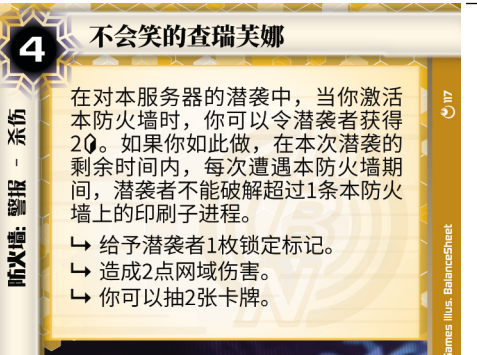 4
不会笑的查瑞芙娜
在对本服务器的潜袭中，当你激活
本防火墙时，你可以令潜袭者获得
2。如果你如此做，在本次潜袭的
剩余时间内，每次遭遇本防火墙期
间，潜袭者不能破解超过1条本防火
墙上的印刷子进程。
↳ 给予潜袭者1枚锁定标记。
↳ 造成2点网域伤害。
↳ 你可以抽2张卡牌。
防火墙: 警报 - 杀伤
117
Games Illus. BalanceSheet